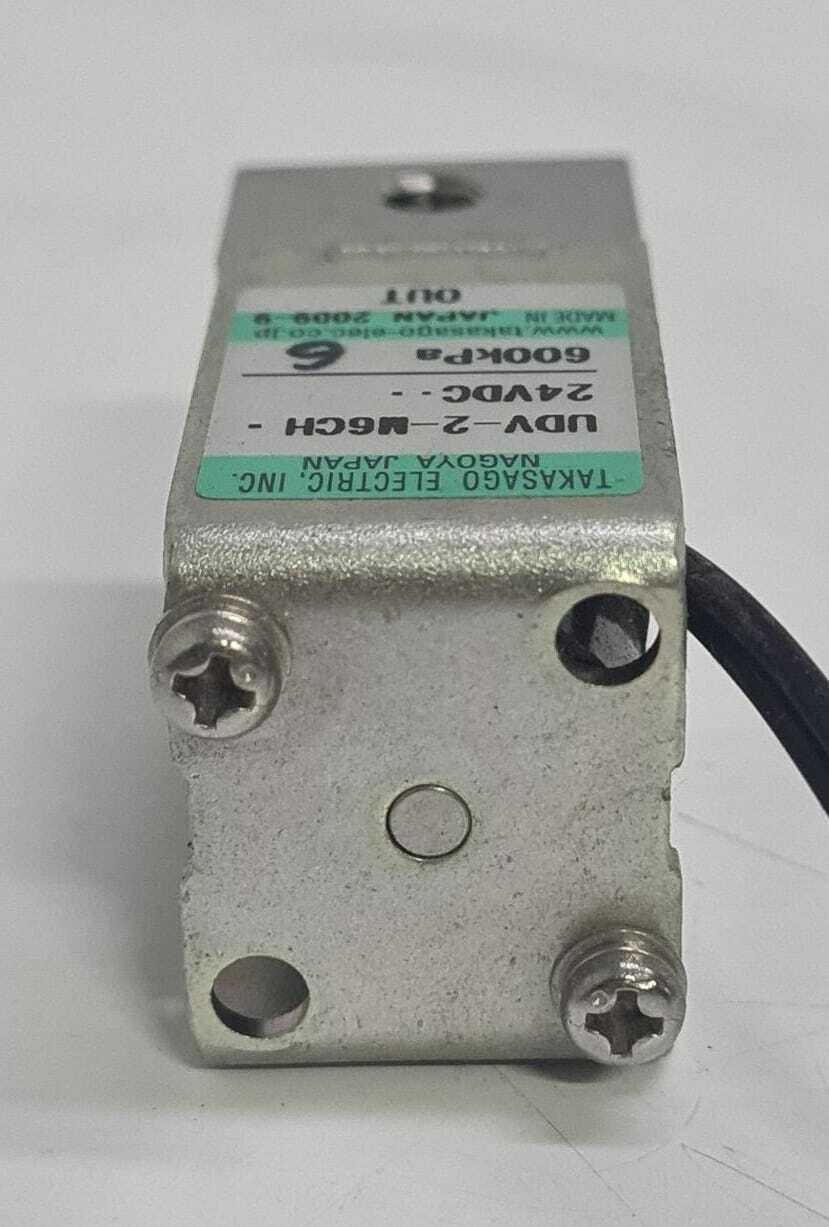 TAKASAGO ELECTRIC, INC.
NAGOYA JAPAN
UDV-2-M6CH -
24VDC - -
600kPa
www.takasago-elec.co.jp
MADE IN JAPAN 2009-9
OUT